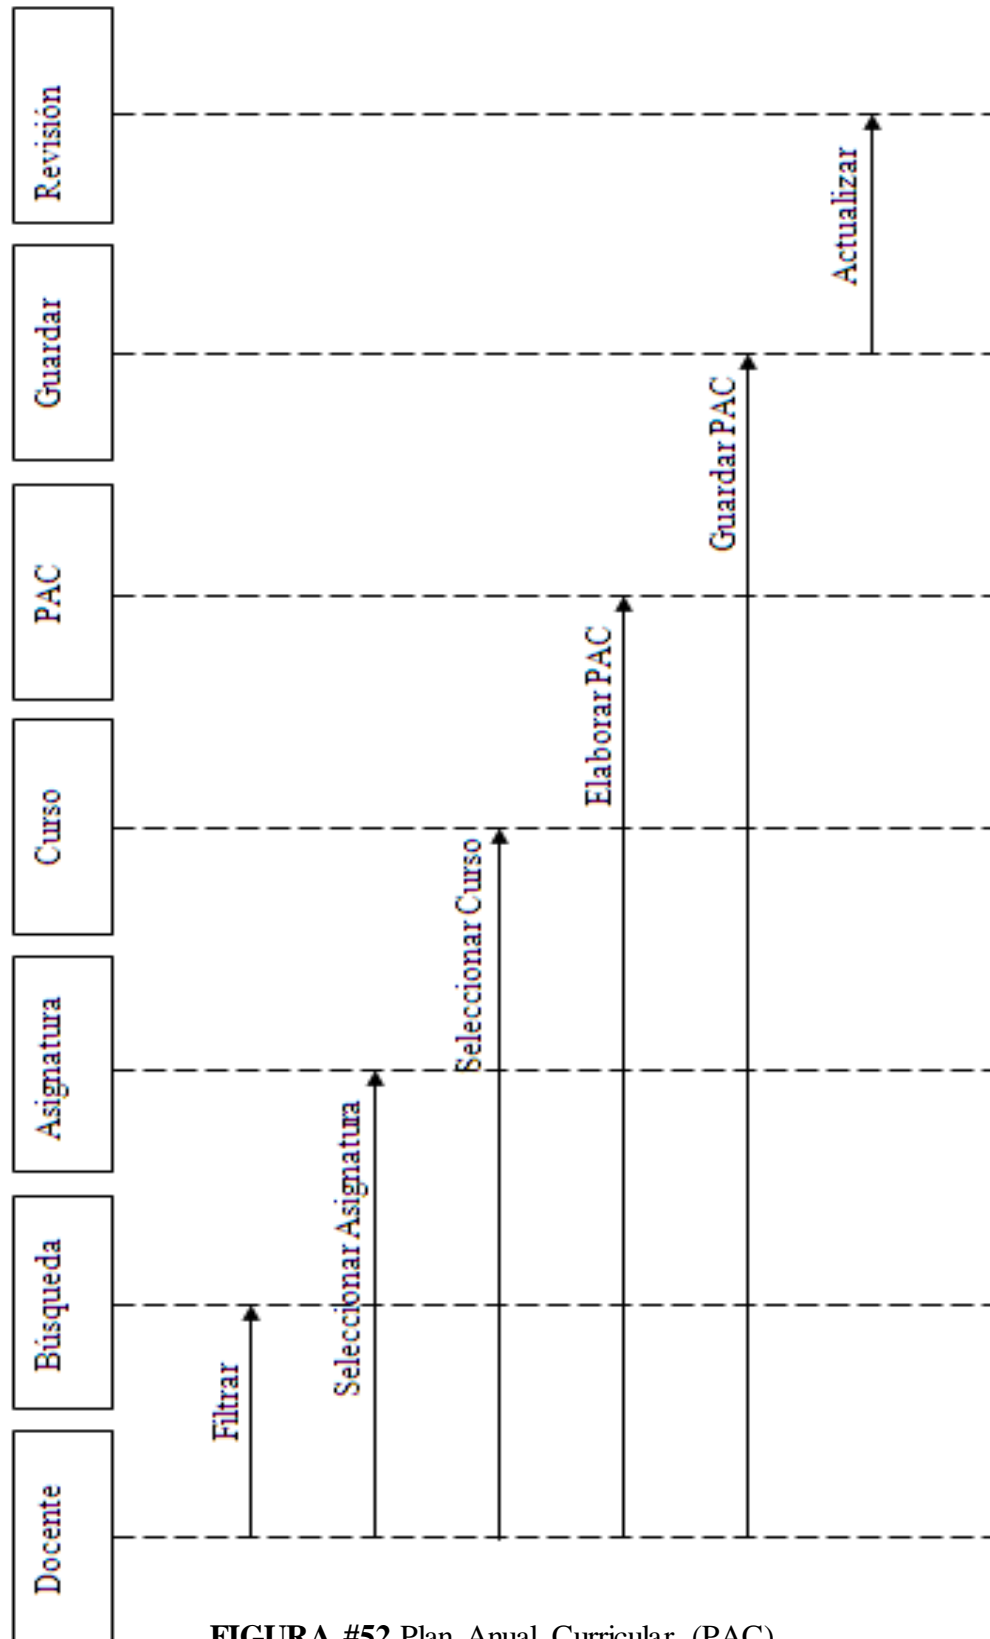 Docente
Búsqueda
Asignatura
Curso
PAC
Guardar
Revisión
Filtrar
Seleccionar Asignatura
Seleccionar Curso
Elaborar PAC
Guardar PAC
Actualizar
FIGURA #52 Plan Anual Curricular (PAC)